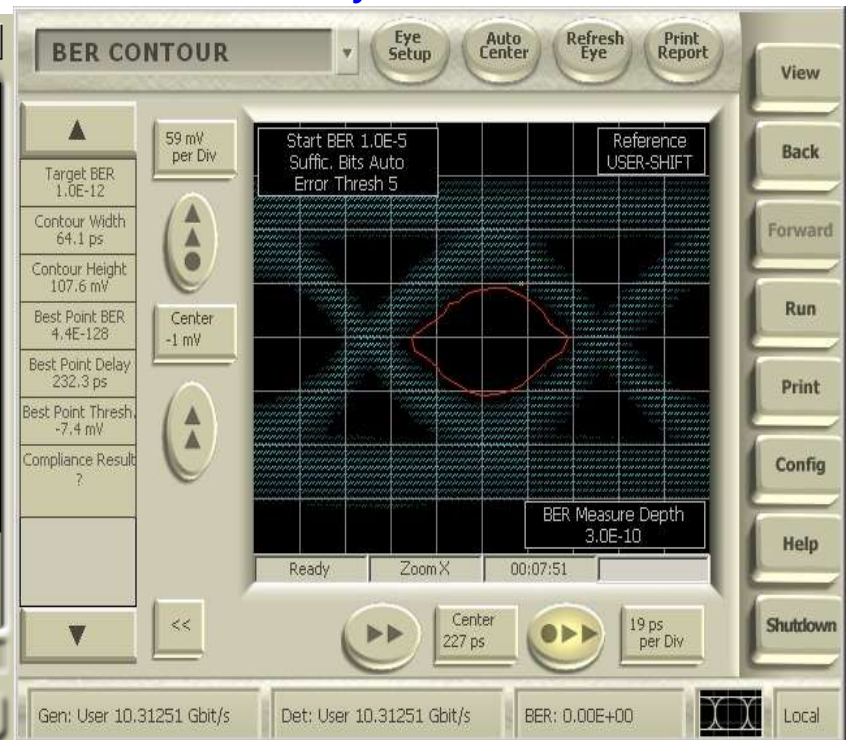 BER CONTOUR
Eye
Setup
Auto
Center
Refresh
Eye
Print
Report
View
Back
Forward
Run
Print
Config
Help
Shutdown
Target BER
1.0E-12
Contour Width
64.1 ps
Contour Height
107.6 mV
Best Point BER
4.4E-128
Best Point Delay
232.3 ps
Best Point Thresh.
-7.4 mV
Compliance Result
?
59 mV
per Div
Center
-1 mV
<<
Start BER 1.0E-5
Suffic. Bits Auto
Error Thresh 5
Reference
USER-SHIFT
BER Measure Depth
3.0E-10
Ready
Zoom X
00:07:51
Center
227 ps
19 ps
per Div
Gen: User 10.31251 Gbit/s
Det: User 10.31251 Gbit/s
BER: 0.00E+00
Local